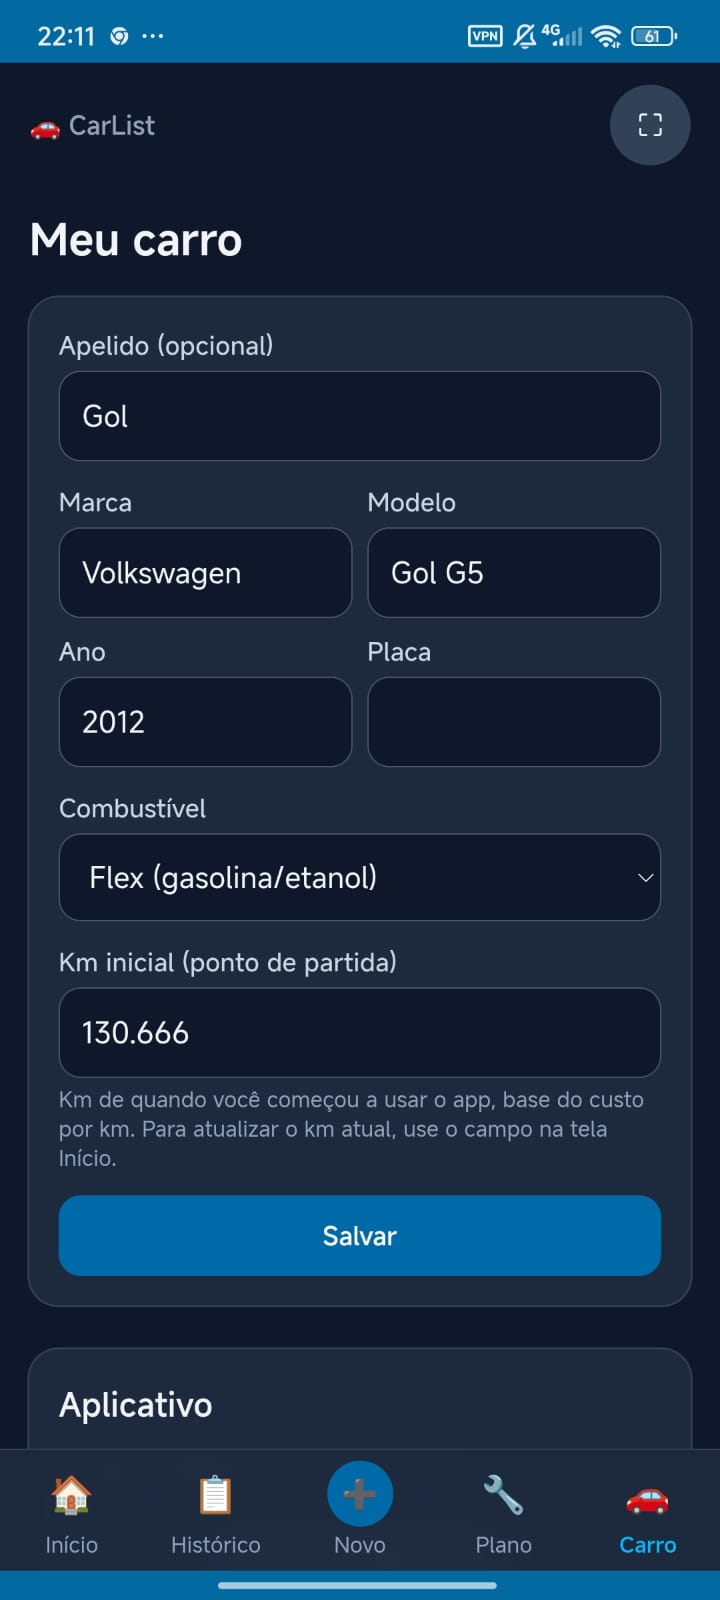 22:11
VPN
4G
61
CarList
Meu carro
Apelido (opcional)
Gol
Marca
Modelo
Volkswagen
Gol G5
Ano
Placa
2012
Combustível
Flex (gasolina/etanol)
Km inicial (ponto de partida)
130.666
Km de quando você começou a usar o app, base do custo
por km. Para atualizar o km atual, use o campo na tela
Início.
Salvar
Aplicativo
Início
Histórico
Novo
Plano
Carro